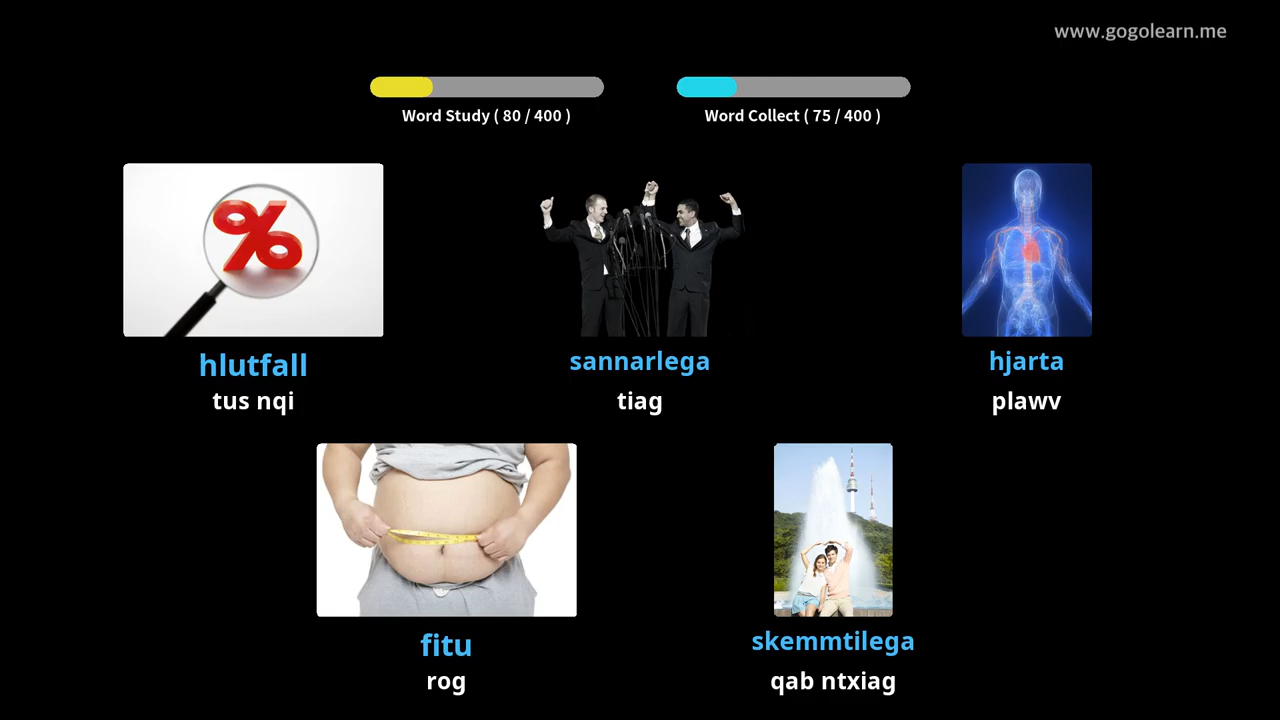 www.gogolearn.me
Word Study ( 80 / 400 )
Word Collect ( 75 / 400 )
%
hlutfall
tus nqi
sannarlega
tiag
hjarta
plawv
fitu
rog
skemmtilega
qab ntxiag